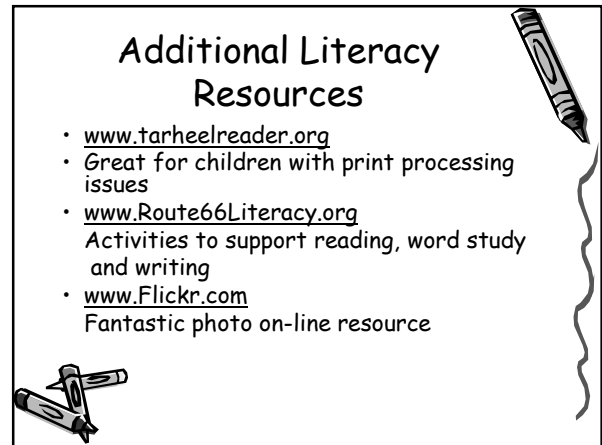 Additional Literacy
Resources
• www.tarheelreader.org
• Great for children with print processing
issues
• www.Route66Literacy.org
Activities to support reading, word study
and writing
• www.Flickr.com
Fantastic photo on-line resource